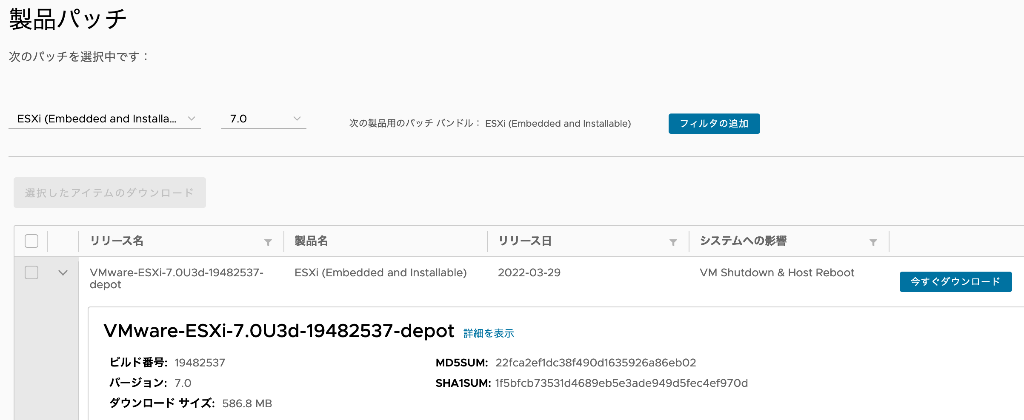 製品パッチ
次のパッチを選択中です：
ESXi (Embedded and Installa... 7.0 次の製品用のパッチ バンドル： ESXi (Embedded and Installable) フィルタの追加
選択したアイテムのダウンロード
リリース名 製品名 リリース日 システムへの影響
VMware-ESXi-7.0U3d-19482537-depot ESXi (Embedded and Installable) 2022-03-29 VM Shutdown & Host Reboot 今すぐダウンロード
VMware-ESXi-7.0U3d-19482537-depot 詳細を表示
ビルド番号: 19482537 MD5SUM: 22fca2ef1dc38f490d1635926a86eb02
バージョン: 7.0 SHA1SUM: 1f5bfcb73531d4689eb5e3ade949d5fec4ef970d
ダウンロード サイズ: 586.8 MB